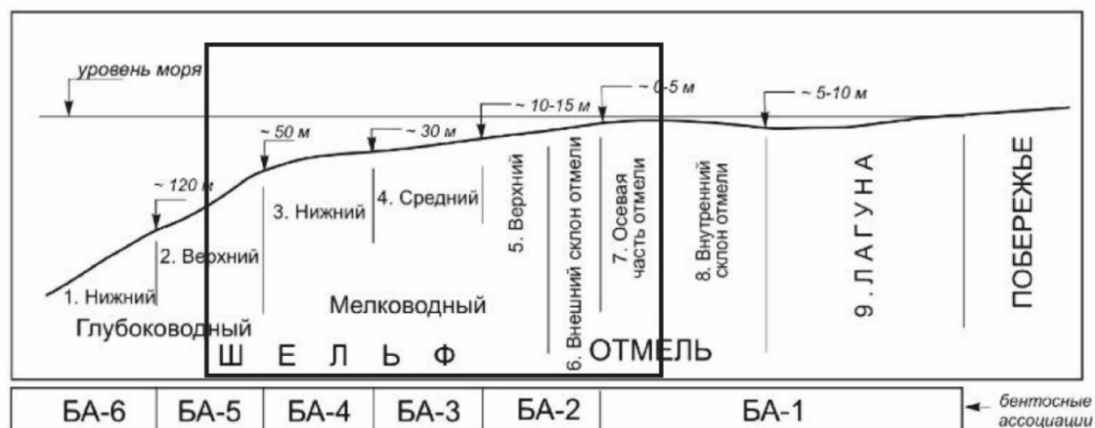 уровень моря
~ 120 м
~ 50 м
~ 30 м
~ 10-15 м
~ 0-5 м
~ 5-10 м
1. Нижний
2. Верхний
Глубоководный
3. Нижний
4. Средний
5. Верхний
Мелководный
6. Внешний склон отмели
ШЕЛЬФ
7. Осевая
часть отмели
8. Внутренний
склон отмели
ОТМЕЛЬ
9. ЛАГУНА
ПОБЕРЕЖЬЕ
БА-6
БА-5
БА-4
БА-3
БА-2
БА-1
бентосные
ассоциации